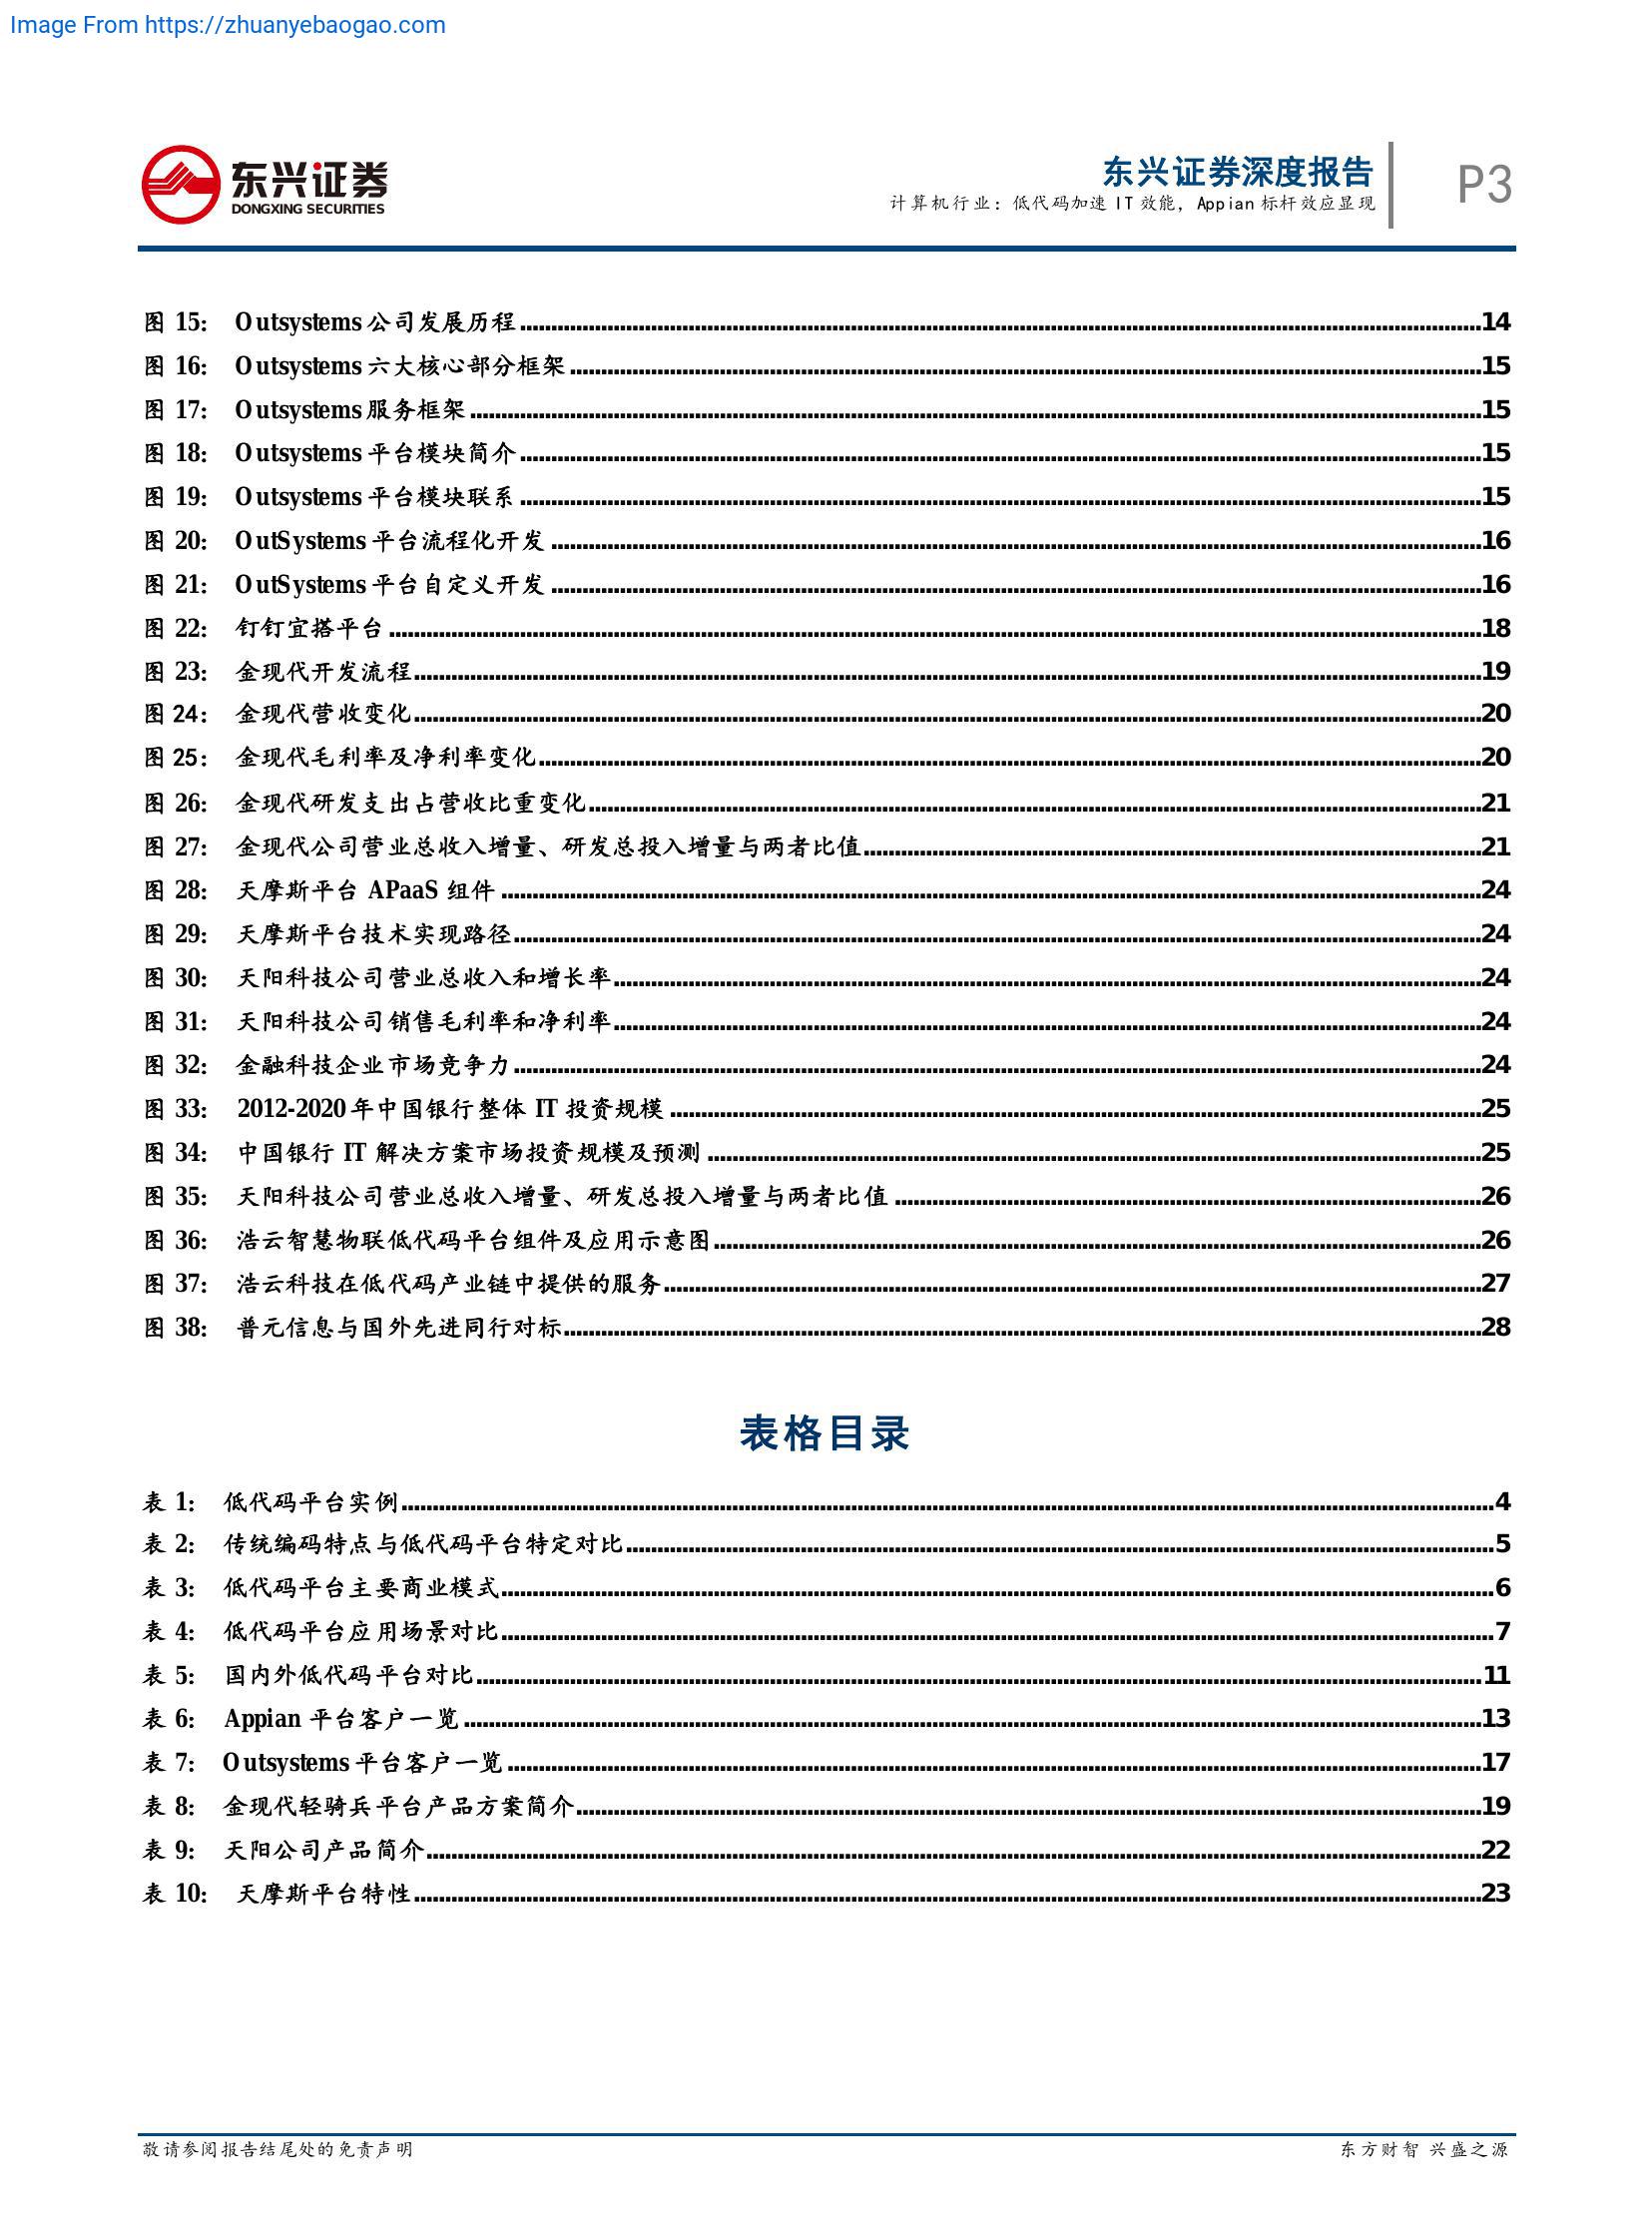 Image From https://zhuanyebaogao.com
东兴证券
DONGXING SECURITIES
东兴证券深度报告
计算机行业：低代码加速 IT 效能，Appian 标杆效应显现
P3
图 15: Outsystems 公司发展历程 14
图 16: Outsystems 六大核心部分框架 15
图 17: Outsystems 服务框架 15
图 18: Outsystems 平台模块简介 15
图 19: Outsystems 平台模块联系 15
图 20: OutSystems 平台流程化开发 16
图 21: OutSystems 平台自定义开发 16
图 22: 钉钉宜搭平台 18
图 23: 金现代开发流程 19
图 24: 金现代营收变化 20
图 25: 金现代毛利率及净利率变化 20
图 26: 金现代研发支出占营收比重变化 21
图 27: 金现代公司营业总收入增量、研发总投入增量与两者比值 21
图 28: 天摩斯平台 APaaS 组件 24
图 29: 天摩斯平台技术实现路径 24
图 30: 天阳科技公司营业总收入和增长率 24
图 31: 天阳科技公司销售毛利率和净利率 24
图 32: 金融科技企业市场竞争力 24
图 33: 2012-2020 年中国银行整体 IT 投资规模 25
图 34: 中国银行 IT 解决方案市场投资规模及预测 25
图 35: 天阳科技公司营业总收入增量、研发总投入增量与两者比值 26
图 36: 浩云智慧物联低代码平台组件及应用示意图 26
图 37: 浩云科技在低代码产业链中提供的服务 27
图 38: 普元信息与国外先进同行对标 28
表格目录
表 1: 低代码平台实例 4
表 2: 传统编码特点与低代码平台特定对比 5
表 3: 低代码平台主要商业模式 6
表 4: 低代码平台应用场景对比 7
表 5: 国内外低代码平台对比 11
表 6: Appian 平台客户一览 13
表 7: Outsystems 平台客户一览 17
表 8: 金现代轻骑兵平台产品方案简介 19
表 9: 天阳公司产品简介 22
表 10: 天摩斯平台特性 23
敬请参阅报告结尾处的免责声明
东方财智 兴盛之源